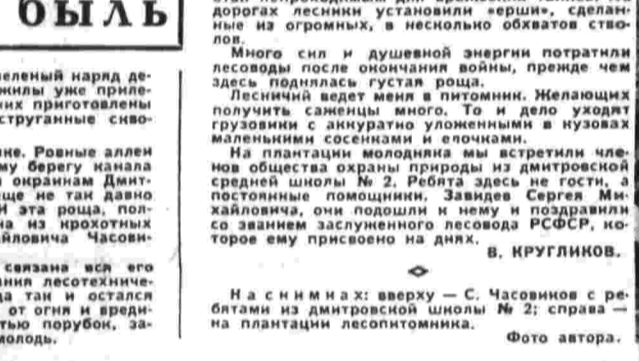 БЫЛЬ
зеленый наряд де-
жилы уже приле-
ких приготовлены
струганные скво-
ке. Ровные аллеи
му берегу канала
окраинам Дмит-
еще не так давно
И эта роща, пол-
на из крохотных
айловича Часови-
связана вся его
ания лесотехниче-
да так и остался
от огня и вреди-
тью порубок, за-
молодь.
дорогах лесники установили «ерши», сделан-
ные из огромных, в несколько обхватов ство-
лов.
Много сил и душевной энергии потратили
лесоводы после окончания войны, прежде чем
здесь поднялась густая роща.
Лесничий ведет меня в питомник. Желающих
получить саженцы много. То и дело уходят
грузовики с аккуратно уложенными в кузовах
маленькими сосенками и елочками.
На плантации молодняка мы встретили чле-
нов общества охраны природы из дмитровской
средней школы № 2. Ребята здесь не гости, а
постоянные помощники. Завидев Сергея Ми-
хайловича, они подошли к нему и поздравили
со званием заслуженного лесовода РСФСР, ко-
торое ему присвоено на днях.
В. КРУГЛИКОВ.
На снимках: вверху — С. Часовиков с ре-
бятами из дмитровской школы № 2; справа —
на плантации лесопитомника.
Фото автора.